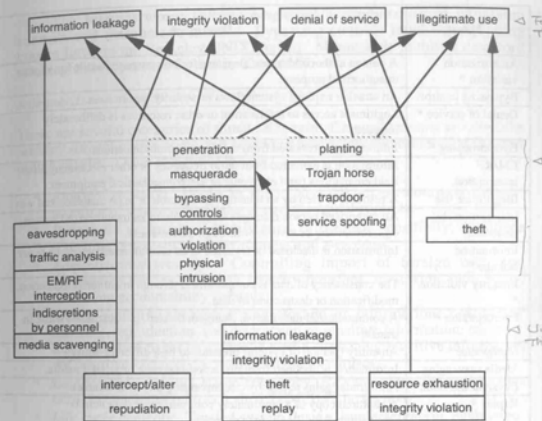 information leakage
integrity violation
denial of service
illegitimate use
penetration
masquerade
bypassing
controls
authorization
violation
physical
intrusion
planting
Trojan horse
trapdoor
service spoofing
theft
eavesdropping
traffic analysis
EM/RF
interception
indiscretions
by personnel
media scavenging
information leakage
integrity violation
theft
replay
intercept/alter
repudiation
resource exhaustion
integrity violation